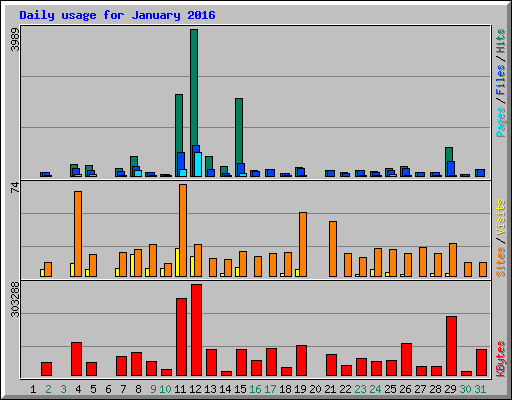 Daily usage for January 2016
3989
74
303288
Pages / Files / Hits
Sites / Visits
KBytes
1 2 3 4 5 6 7 8 9 10 11 12 13 14 15 16 17 18 19 20 21 22 23 24 25 26 27 28 29 30 31